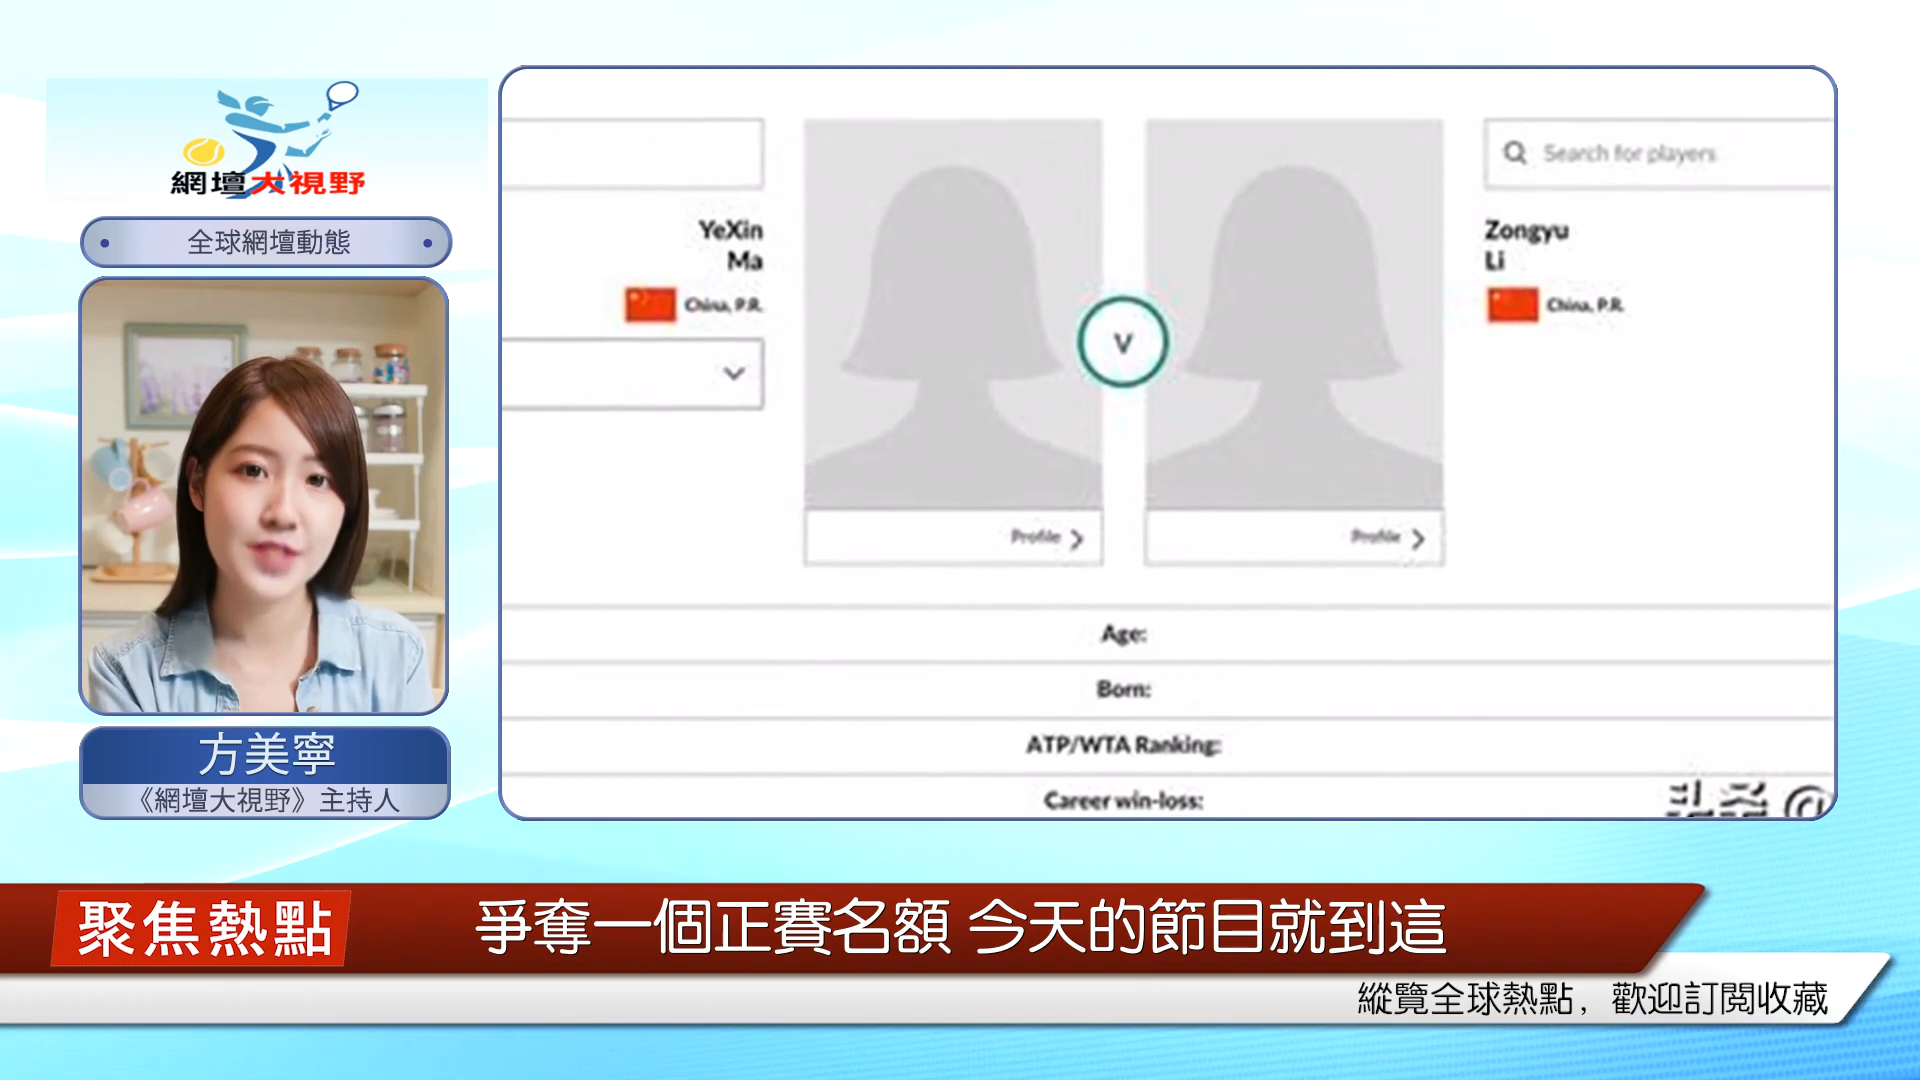 網壇大視野
全球網壇動態
方美寧
《網壇大視野》主持人
Search for players
YeXin
Ma
China, P.R.
Zongyu
Li
China, P.R.
V
Profile
Profile
Age:
Born:
ATP/WTA Ranking:
Career win-loss:
聚焦熱點
爭奪一個正賽名額 今天的節目就到這
縱覽全球熱點，歡迎訂閱收藏